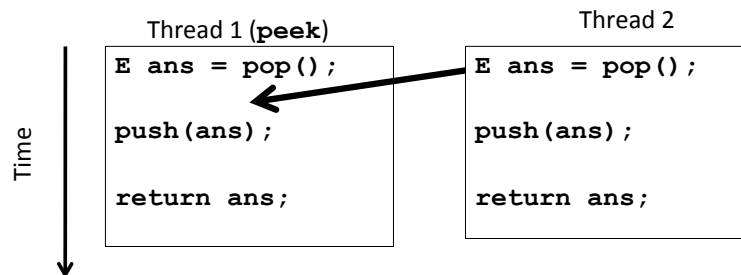 Thread 1 (peek)
Thread 2
E ans = pop();
push(ans);
return ans;
E ans = pop();
push(ans);
return ans;
Time